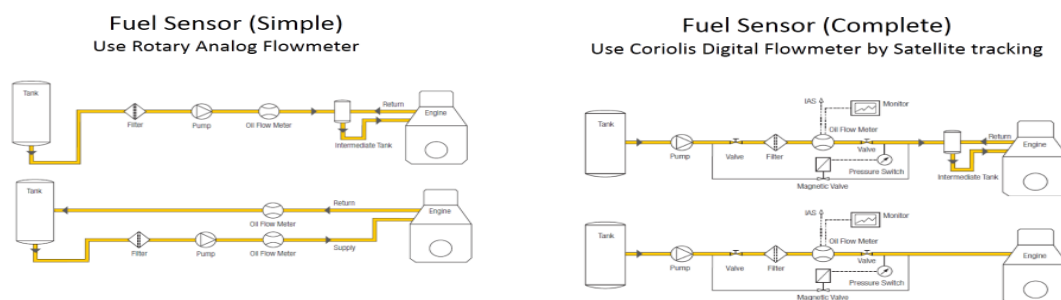 Fuel Sensor (Simple)
Use Rotary Analog Flowmeter
Tank
Filter
Pump
Oil Flow Meter
Return
Intermediate Tank
Engine
Tank
Return
Oil Flow Meter
Engine
Filter
Pump
Oil Flow Meter
Supply
Fuel Sensor (Complete)
Use Coriolis Digital Flowmeter by Satellite tracking
IAS
Monitor
Tank
Oil Flow Meter
Return
Engine
Pump
Valve
Filter
Valve
Pressure Switch
Intermediate Tank
Magnetic Valve
IAS
Monitor
Tank
Oil Flow Meter
Engine
Pump
Valve
Filter
Valve
Pressure Switch
Magnetic Valve